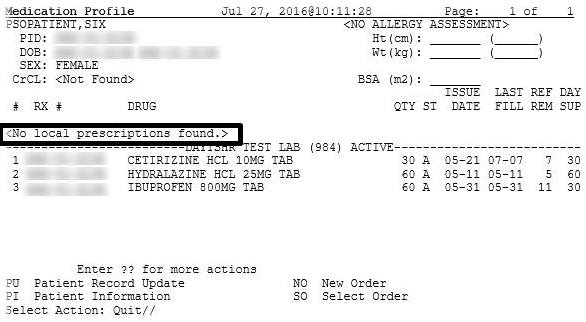 Medication Profile Jul 27, 2016@10:11:28 Page: 1 of 1
PSOPATIENT,SIX <NO ALLERGY ASSESSMENT>
PID: Ht(cm): _______ (______)
DOB: Wt(kg): _______ (______)
SEX: FEMALE
CrCL: <Not Found> BSA (m2): _______
ISSUE LAST REF DAY
# RX # DRUG QTY ST DATE FILL REM SUP
<No local prescriptions found.>
-------------------------DAYTSHR TEST LAB (984) ACTIVE-------------------------
1 CETIRIZINE HCL 10MG TAB 30 A 05-21 07-07 7 30
2 HYDRALAZINE HCL 25MG TAB 60 A 05-11 05-11 5 60
3 IBUPROFEN 800MG TAB 60 A 05-31 05-31 11 30
Enter ?? for more actions
PU Patient Record Update NO New Order
PI Patient Information SO Select Order
Select Action: Quit//